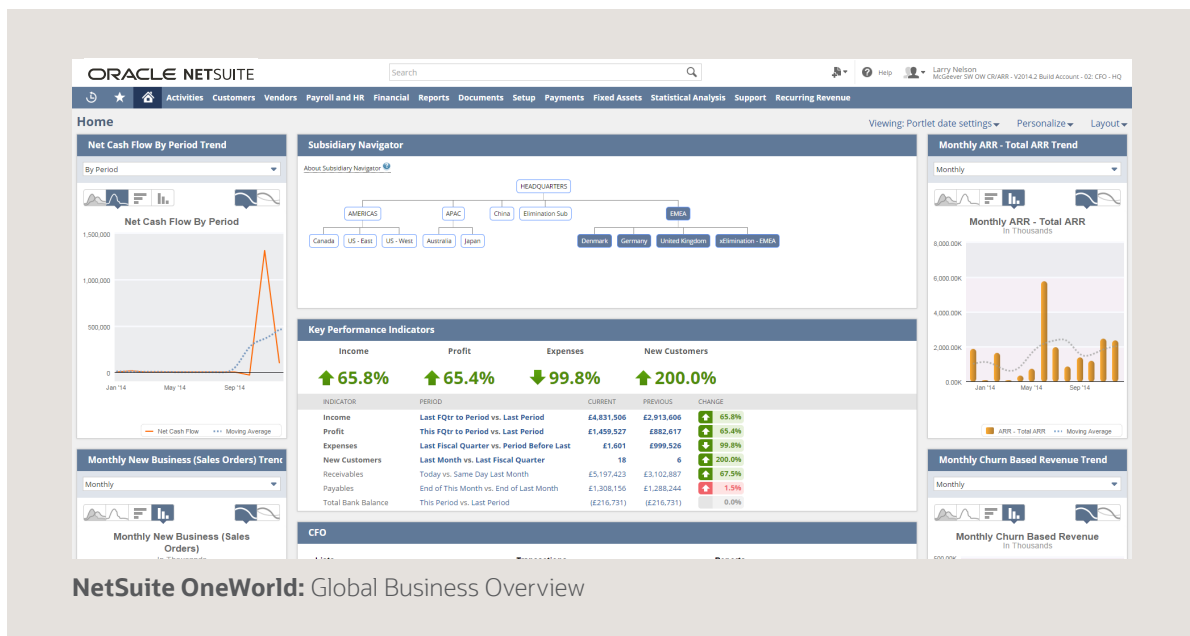 ORACLE NETSUITE
Search
Help
Larry Nelson
McGeever SW OW CR/ARR - V2014.2 Build Account - 02: CFO - HQ
Activities Customers Vendors Payroll and HR Financial Reports Documents Setup Payments Fixed Assets Statistical Analysis Support Recurring Revenue
Home
Viewing: Portlet date settings Personalize Layout
Net Cash Flow By Period Trend
By Period
Net Cash Flow By Period
1,500,000
1,000,000
500,000
0
Jan '14 May '14 Sep '14
Net Cash Flow Moving Average
Monthly New Business (Sales Orders) Trend
Monthly
Monthly New Business (Sales
Orders)
In Thousands
Subsidiary Navigator
About Subsidiary Navigator
HEADQUARTERS
AMERICAS APAC China Elimination Sub EMEA
Canada US - East US - West Australia Japan Denmark Germany United Kingdom xElimination - EMEA
Key Performance Indicators
Income Profit Expenses New Customers
65.8% 65.4% 99.8% 200.0%
INDICATOR PERIOD CURRENT PREVIOUS CHANGE
Income Last FQtr to Period vs. Last Period £4,831,506 £2,913,606 65.8%
Profit This FQtr to Period vs. Last Period £1,459,527 £882,617 65.4%
Expenses Last Fiscal Quarter vs. Period Before Last £1,601 £999,526 99.8%
New Customers Last Month vs. Last Fiscal Quarter 18 6 200.0%
Receivables Today vs. Same Day Last Month £5,197,423 £3,102,887 67.5%
Payables End of This Month vs. End of Last Month £1,308,156 £1,288,244 1.5%
Total Bank Balance This Period vs. Last Period (£216,731) (£216,731) 0.0%
CFO
Monthly ARR - Total ARR Trend
Monthly
Monthly ARR - Total ARR
In Thousands
8,000.00K
6,000.00K
4,000.00K
2,000.00K
0.00K
Jan '14 May '14 Sep '14
ARR - Total ARR Moving Average
Monthly Churn Based Revenue Trend
Monthly
Monthly Churn Based Revenue
In Thousands
NetSuite OneWorld: Global Business Overview